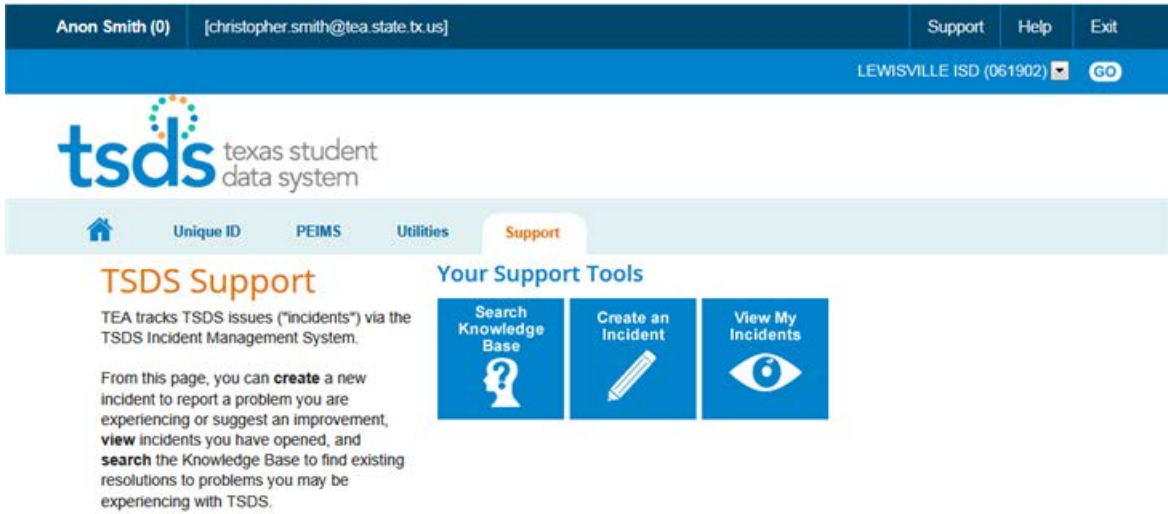 Anon Smith (0) [christopher.smith@tea.state.tx.us] Support Help Exit
LEWISVILLE ISD (061902) GO
tsds texas student
data system
Unique ID PEIMS Utilities Support
TSDS Support
TEA tracks TSDS issues ("incidents") via the
TSDS Incident Management System.
From this page, you can create a new
incident to report a problem you are
experiencing or suggest an improvement,
view incidents you have opened, and
search the Knowledge Base to find existing
resolutions to problems you may be
experiencing with TSDS.
Your Support Tools
Search
Knowledge
Base
?
Create an
Incident
View My
Incidents